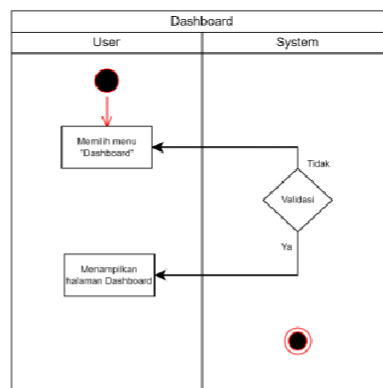 Dashboard
User
System
Memilih menu
"Dashboard"
Tidak
Validasi
Ya
Menampilkan
halaman Dashboard